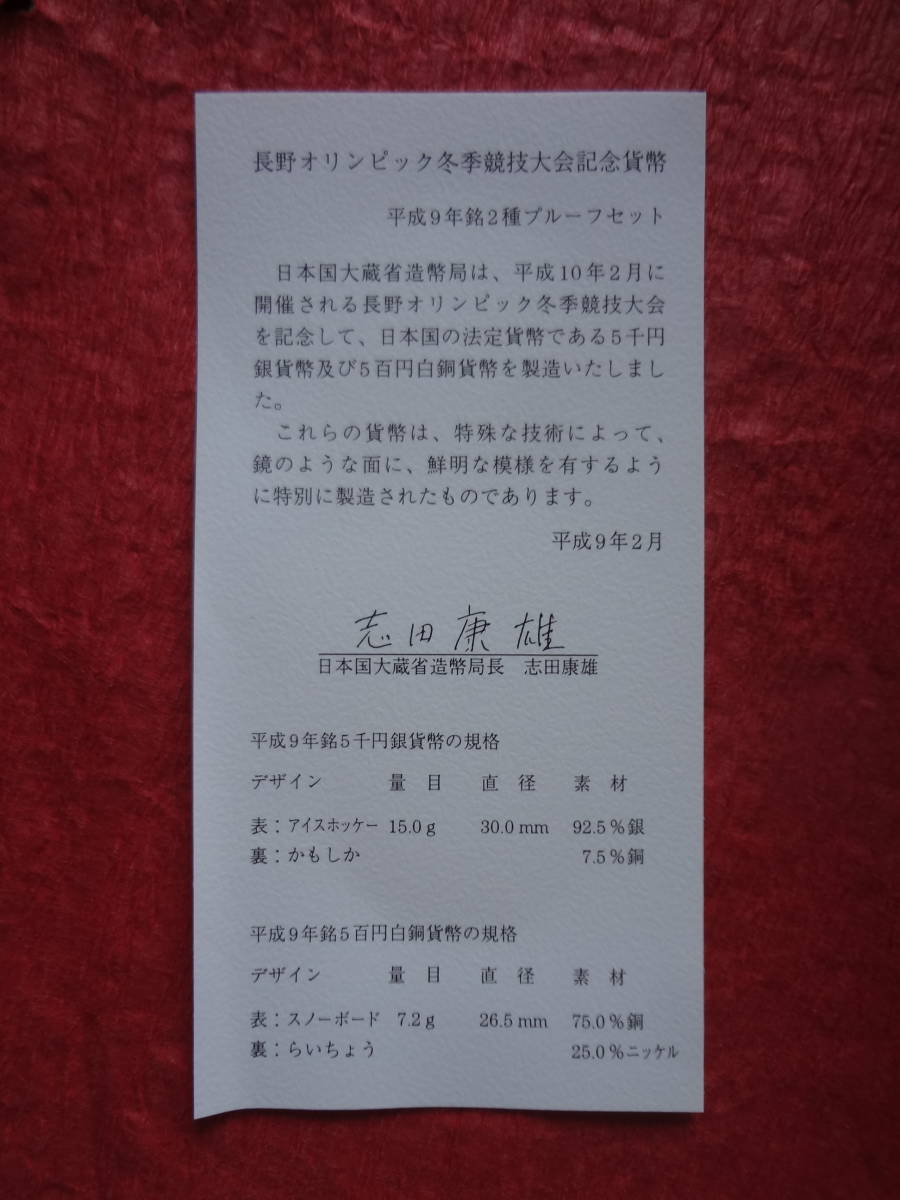 長野オリンピック冬季競技大会記念貨幣
平成9年銘2種プルーフセット
日本国大蔵省造幣局は、平成10年2月に
開催される長野オリンピック冬季競技大会
を記念して、日本国の法定貨幣である5千円
銀貨幣及び5百円白銅貨幣を製造いたしまし
た。
これらの貨幣は、特殊な技術によって、
鏡のような面に、鮮明な模様を有するよう
に特別に製造されたものであります。
平成9年2月
志田康雄
日本国大蔵省造幣局長 志田康雄
平成9年銘5千円銀貨幣の規格
デザイン 量目 直径 素材
表：アイスホッケー 15.0g 30.0mm 92.5%銀
裏：かもしか 7.5%銅
平成9年銘5百円白銅貨幣の規格
デザイン 量目 直径 素材
表：スノーボード 7.2g 26.5mm 75.0%銅
裏：らいちょう 25.0%ニッケル